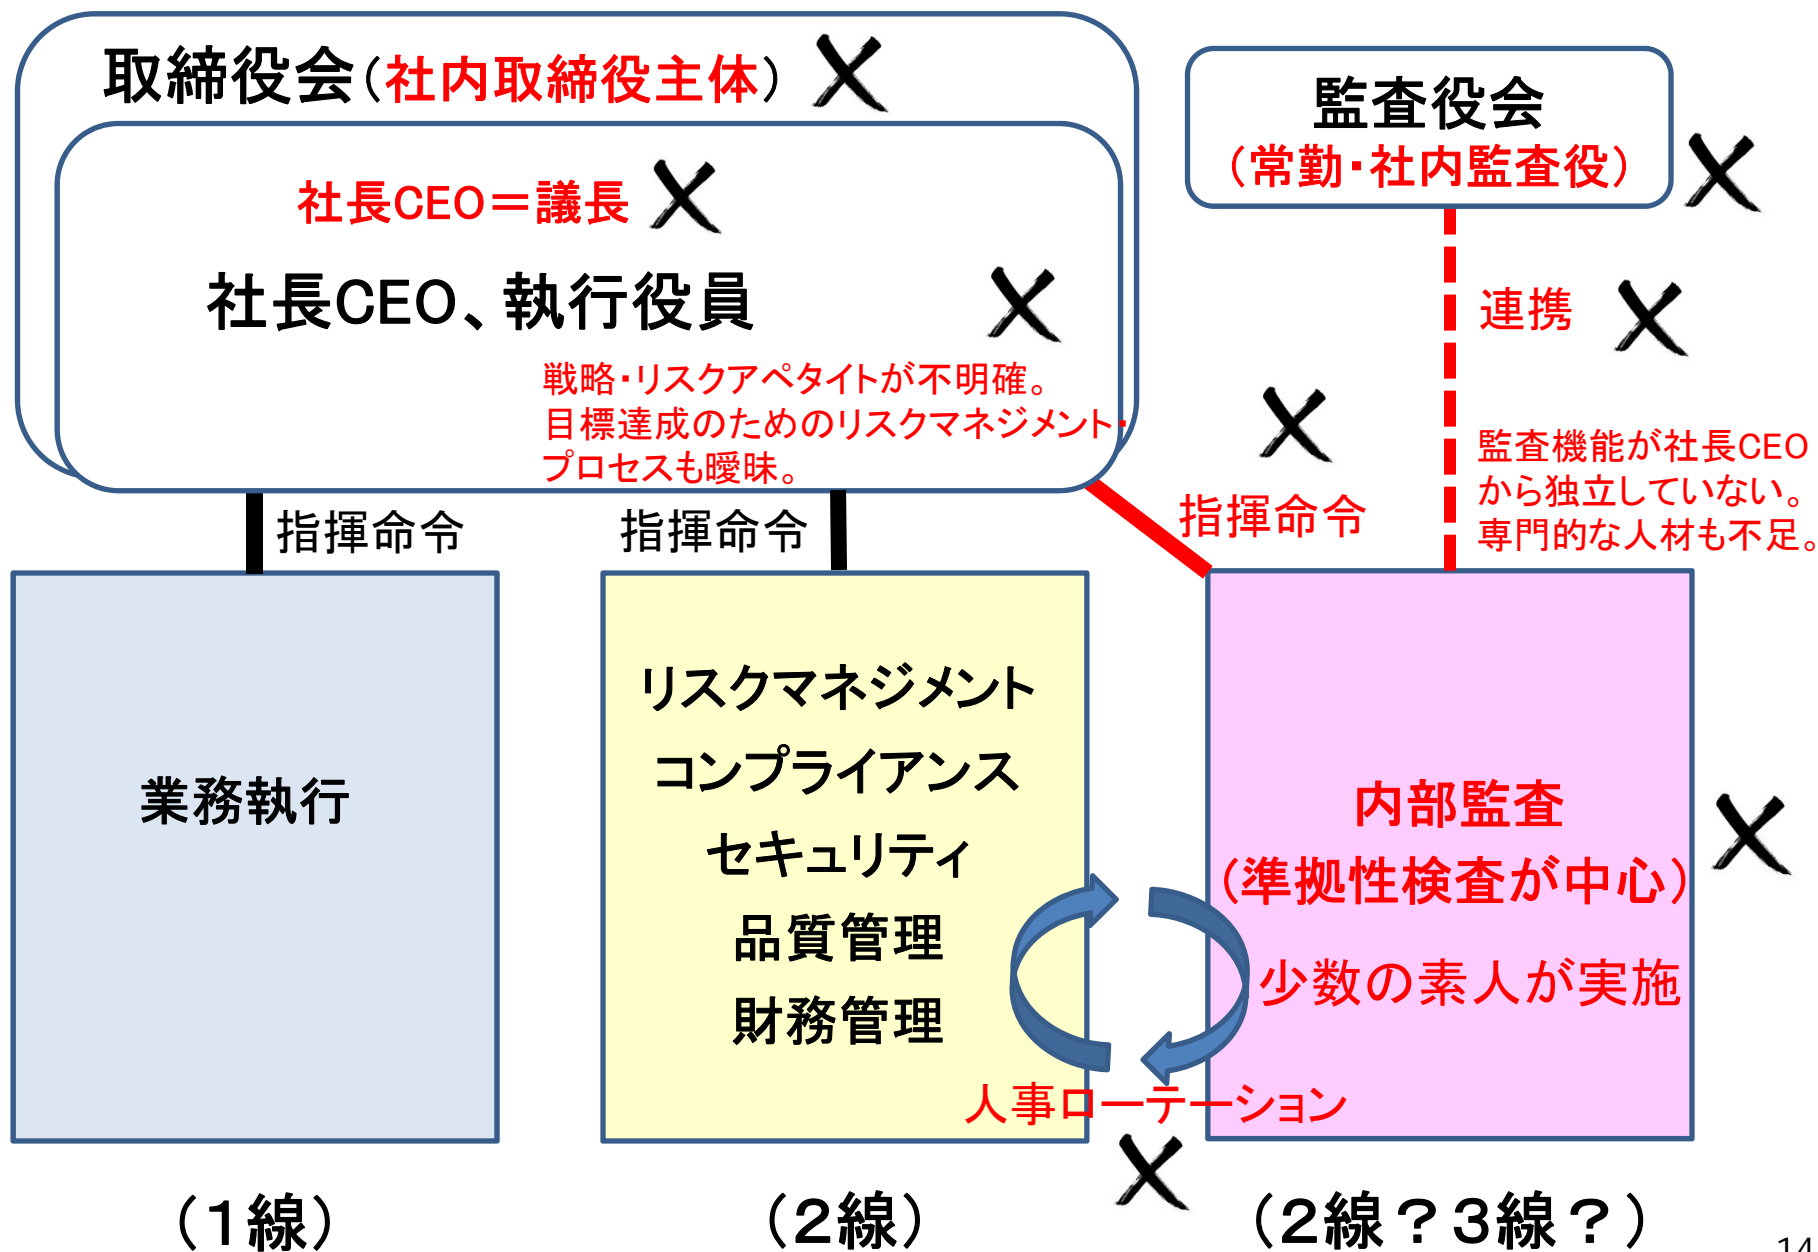 取締役会(社内取締役主体)
社長CEO＝議長
社長CEO、執行役員
戦略・リスクアペタイトが不明確。
目標達成のためのリスクマネジメント・
プロセスも曖昧。
監査役会
(常勤・社内監査役)
連携
監査機能が社長CEO
から独立していない。
専門的な人材も不足。
指揮命令
指揮命令
指揮命令
業務執行
リスクマネジメント
コンプライアンス
セキュリティ
品質管理
財務管理
内部監査
(準拠性検査が中心)
少数の素人が実施
人事ローテーション
(1線)
(2線)
(2線？3線？)
14